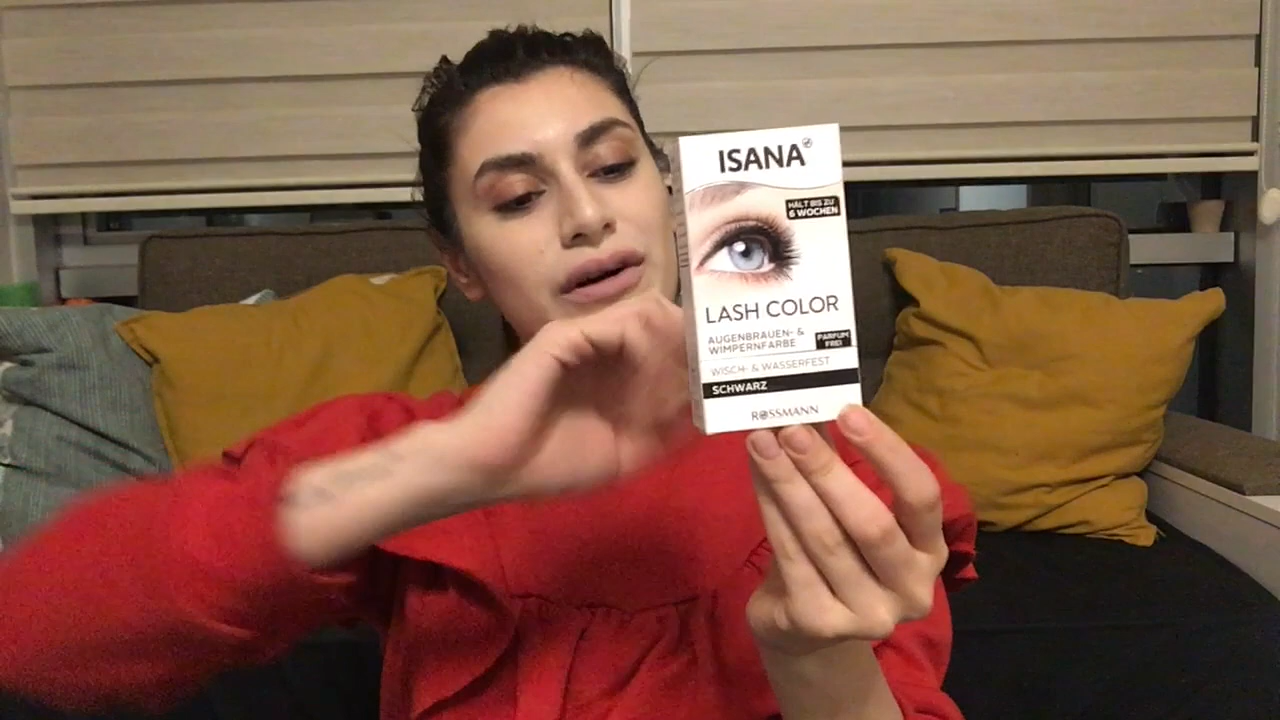 ISANA
HÄLT BIS ZU
6 WOCHEN
LASH COLOR
AUGENBRAUEN- &
WIMPERNFARBE
PARFUM
FREI
WISCH- & WASSERFEST
SCHWARZ
ROSSMANN